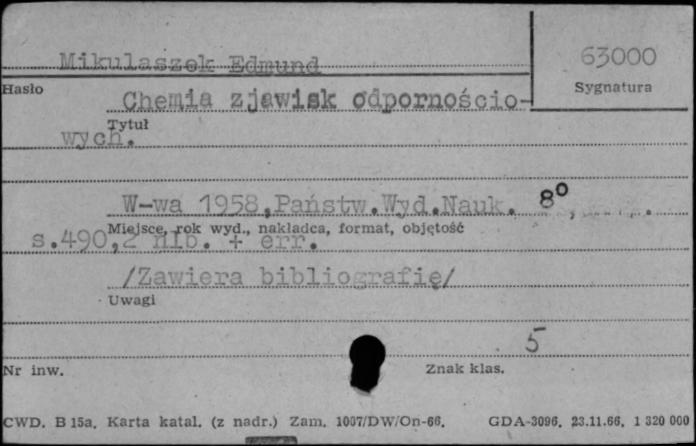 Mikulaszek Edmund
63000
Hasło
Sygnatura
Chemia zjawisk odpornościo-
Tytuł
wych.
W-wa 1958,Państw.Wyd.Nauk. 8°,
Miejsce, rok wyd., nakładca, format, objętość
s.490,2 nlb. + err.
/Zawiera bibliografię/
Uwagi
5
Nr inw.
Znak klas.
CWD. B 15a. Karta katal. (z nadr.) Zam. 1007/DW/On-66. GDA-3096. 23.11.66. 1 320 000